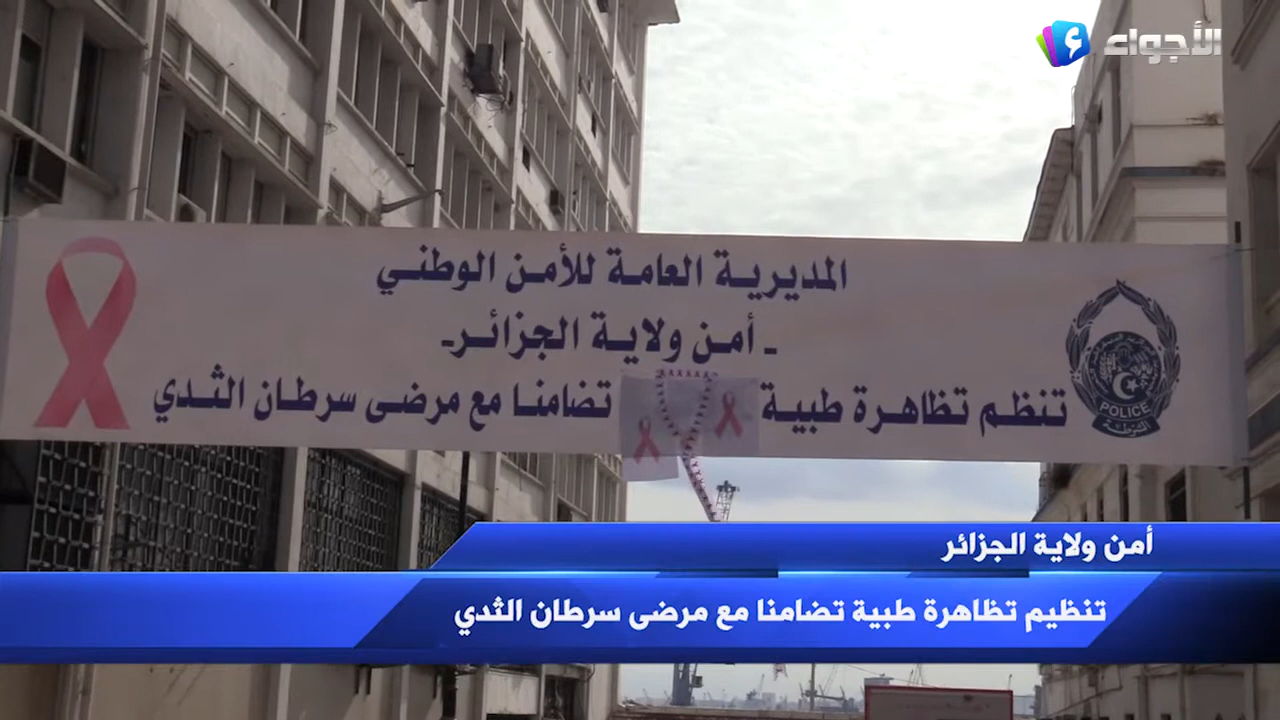 الأجواء
المديرية العامة للأمن الوطني
ـ أمن ولاية الجزائرـ
تنظم تظاهرة طبية تضامنا مع مرضى سرطان الثدي
POLICE
الشرطة
أمن ولاية الجزائر
تنظيم تظاهرة طبية تضامنا مع مرضى سرطان الثدي